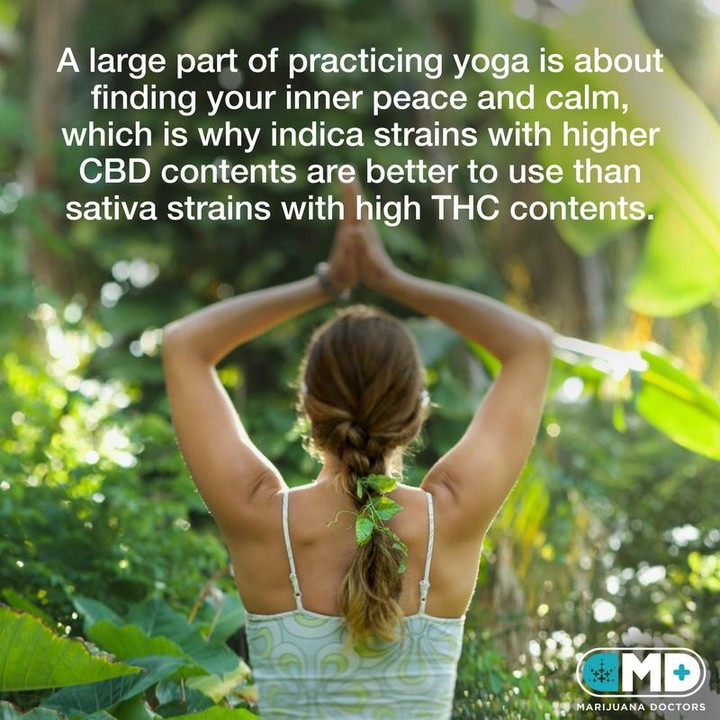 A large part of practicing yoga is about
finding your inner peace and calm,
which is why indica strains with higher
CBD contents are better to use than
sativa strains with high THC contents.
MD
MARIJUANA DOCTORS